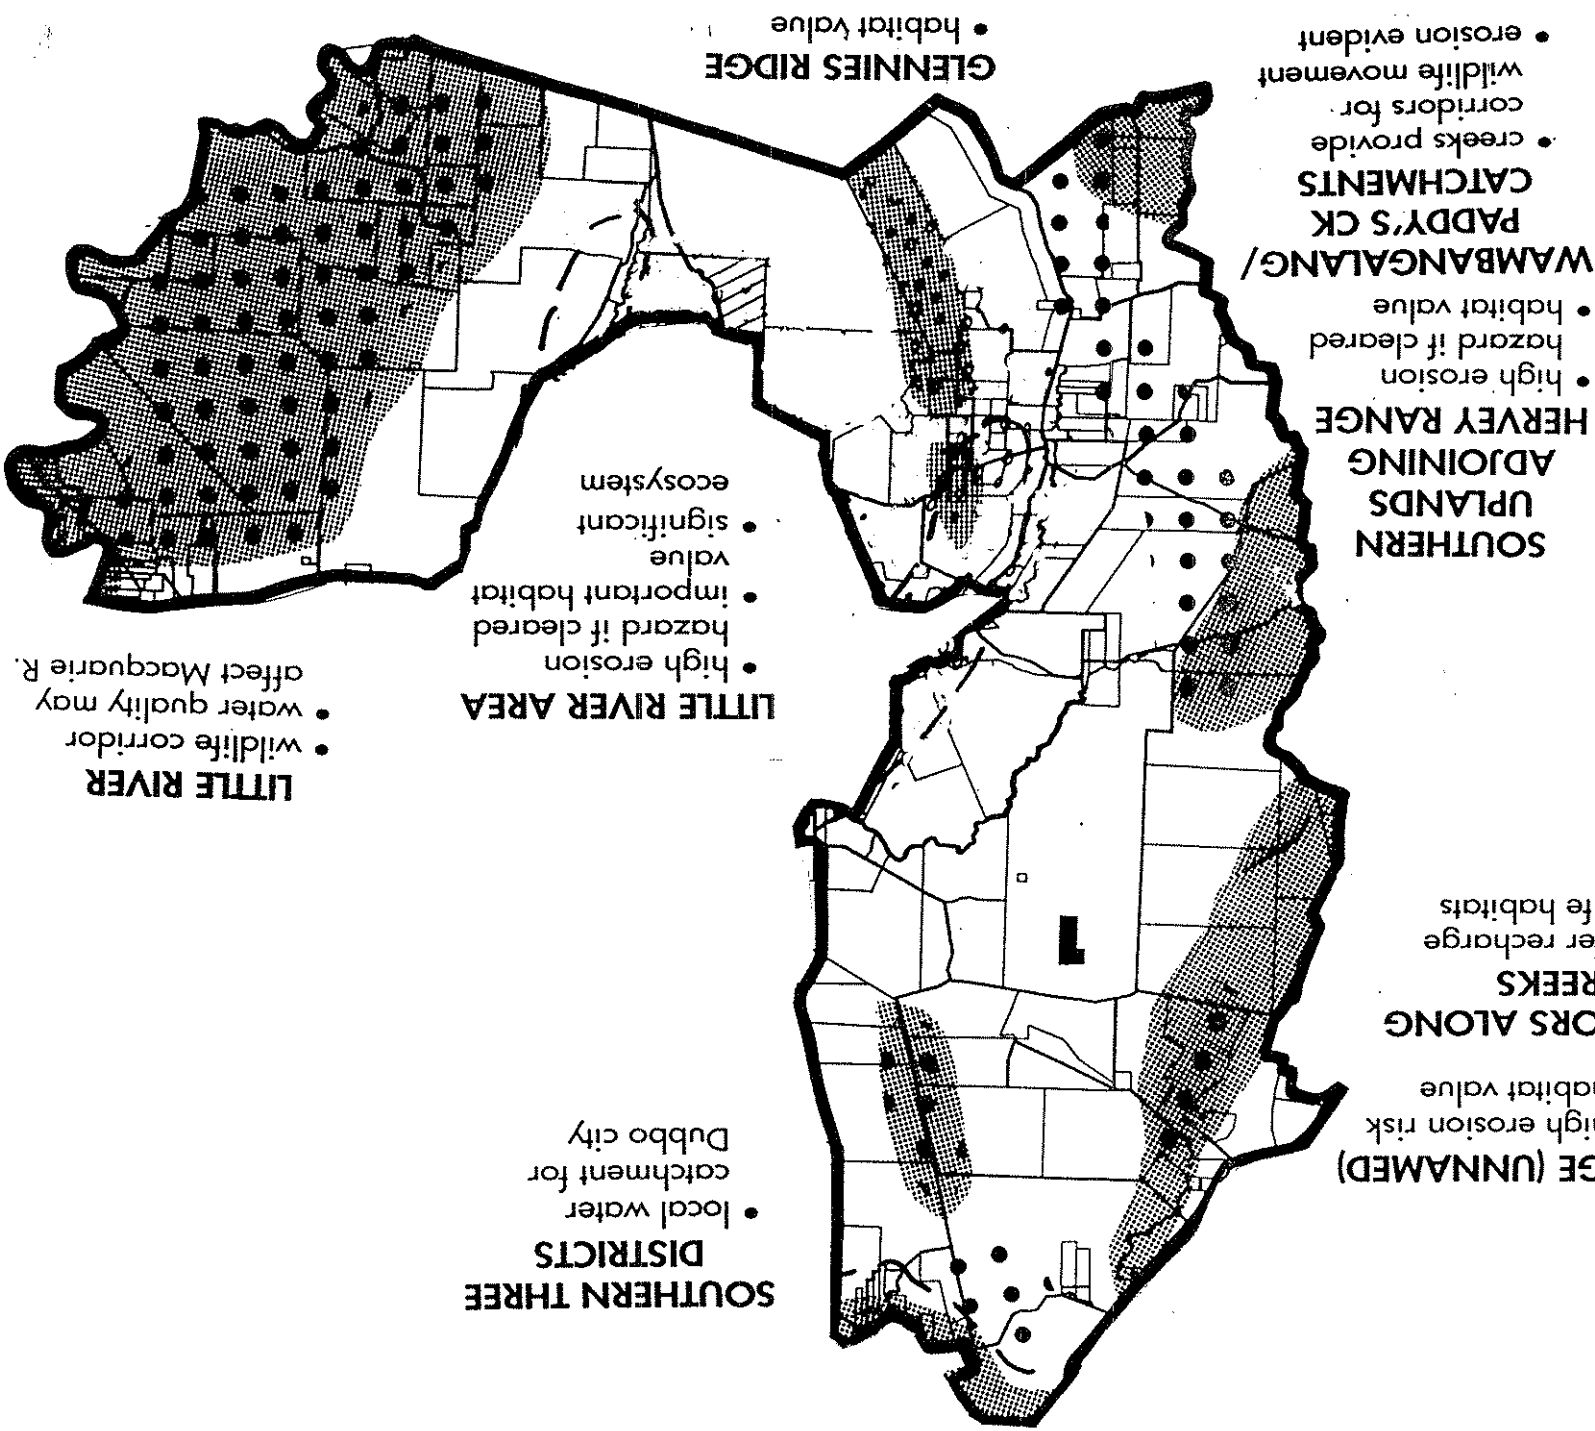 GE (UNNAMED)
igh erosion risk
abitat value
ORS ALONG
REEKS
er recharge
fe habitats
SOUTHERN
UPLANDS
ADJOINING
HERVEY RANGE
• high erosion
hazard if cleared
• habitat value
WAMBANGALANG/
PADDY'S CK
CATCHMENTS
• creeks provide
corridors for
wildlife movement
• erosion evident
SOUTHERN THREE
DISTRICTS
• local water
catchment for
Dubbo city
LITTLE RIVER
• wildlife corridor
• water quality may
affect Macquarie R.
LITTLE RIVER AREA
• high erosion
hazard if cleared
• important habitat
value
• significant
ecosystem
GLENNIES RIDGE
• habitat value